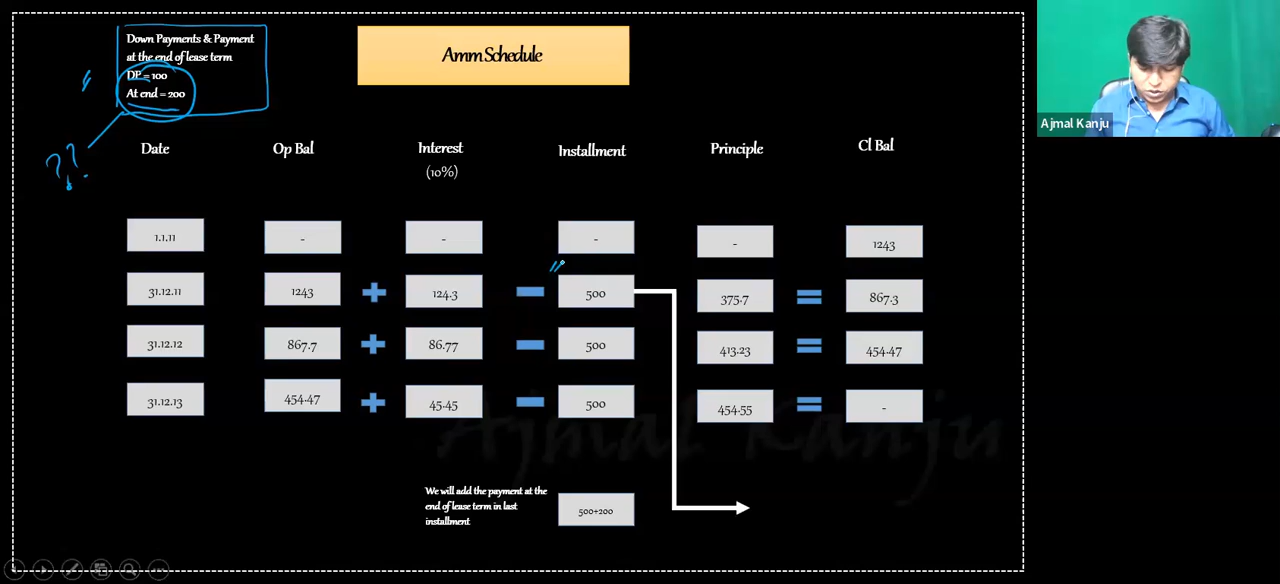 Down Payments & Payment
at the end of lease term
DP = 100
At end = 200
??
Amm Schedule
Ajmal Kanju
Date Op Bal Interest Installment Principle Cl Bal
(10%)
1.1.11 - - - - 1243
31.12.11 1243 + 124.3 - 500 375.7 = 867.3
31.12.12 867.7 + 86.77 - 500 413.23 = 454.47
31.12.13 454.47 + 45.45 - 500 454.55 = -
Ajmal Kanju
We will add the payment at the
end of lease term in last
installment
500+200